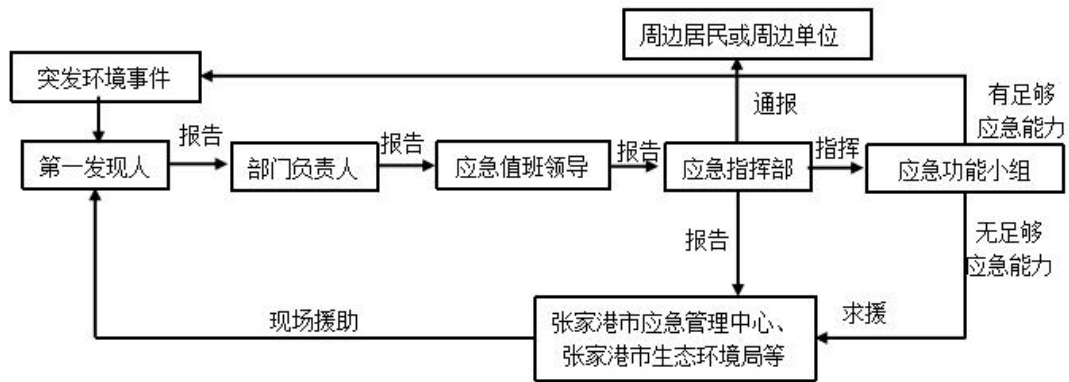 周边居民或周边单位
突发环境事件
通报
有足够
应急能力
报告
报告
报告
指挥
第一发现人
部门负责人
应急值班领导
应急指挥部
应急功能小组
报告
无足够
应急能力
现场援助
求援
张家港市应急管理中心、
张家港市生态环境局等